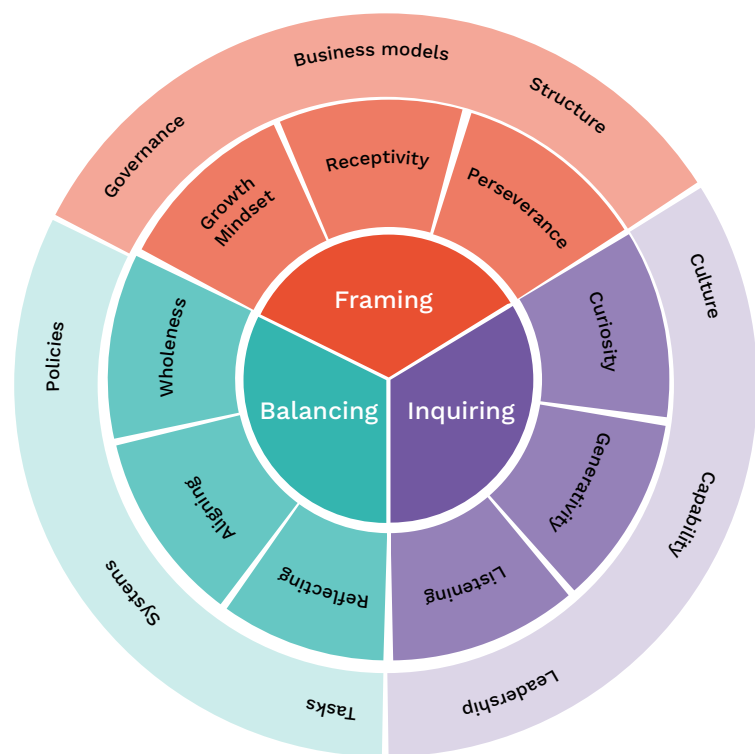 Business models
Structure
Governance
Receptivity
Perseverance
Growth
Mindset
Framing
Culture
Curiosity
Policies
Wholeness
Balancing
Inquiring
Generativity
Capability
Aligning
Systems
Reflecting
Listening
Tasks
Leadership